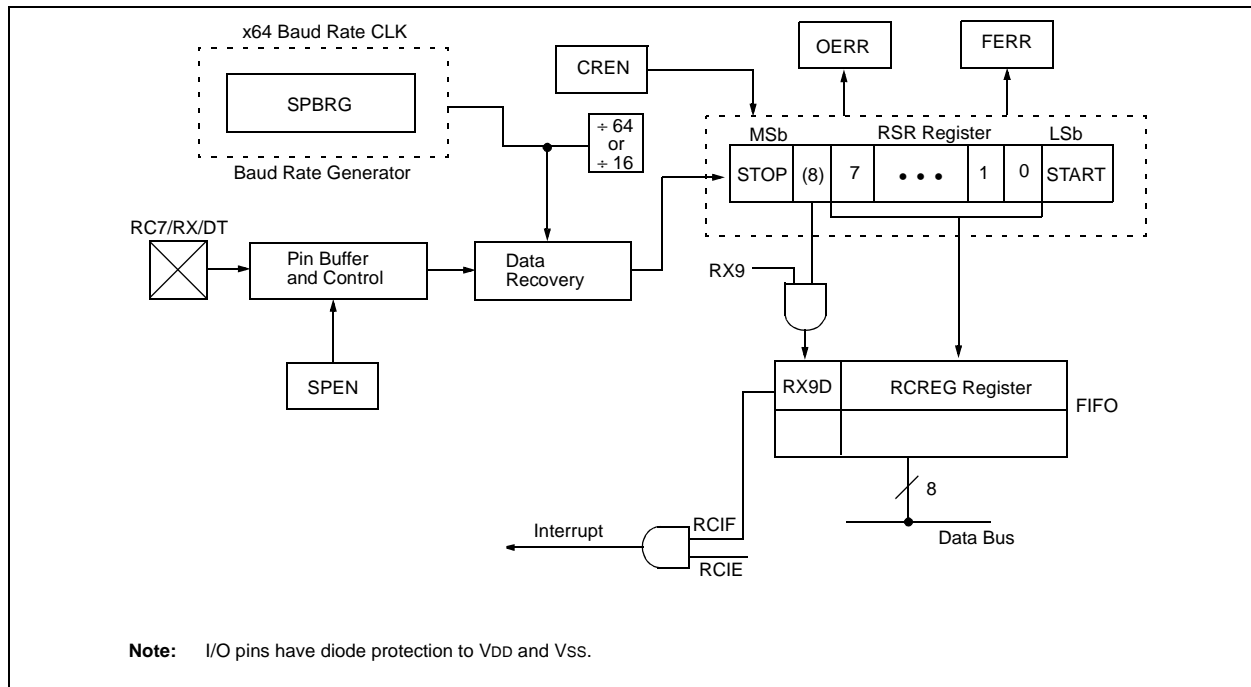 x64 Baud Rate CLK
SPBRG
Baud Rate Generator
CREN
OERR
FERR
÷ 64
or
÷ 16
MSb
RSR Register
LSb
STOP
(8)
7
• • •
1
0
START
RC7/RX/DT
Pin Buffer
and Control
Data
Recovery
SPEN
RX9
RX9D
RCREG Register
FIFO
8
Data Bus
Interrupt
RCIF
RCIE
Note: I/O pins have diode protection to VDD and VSS.